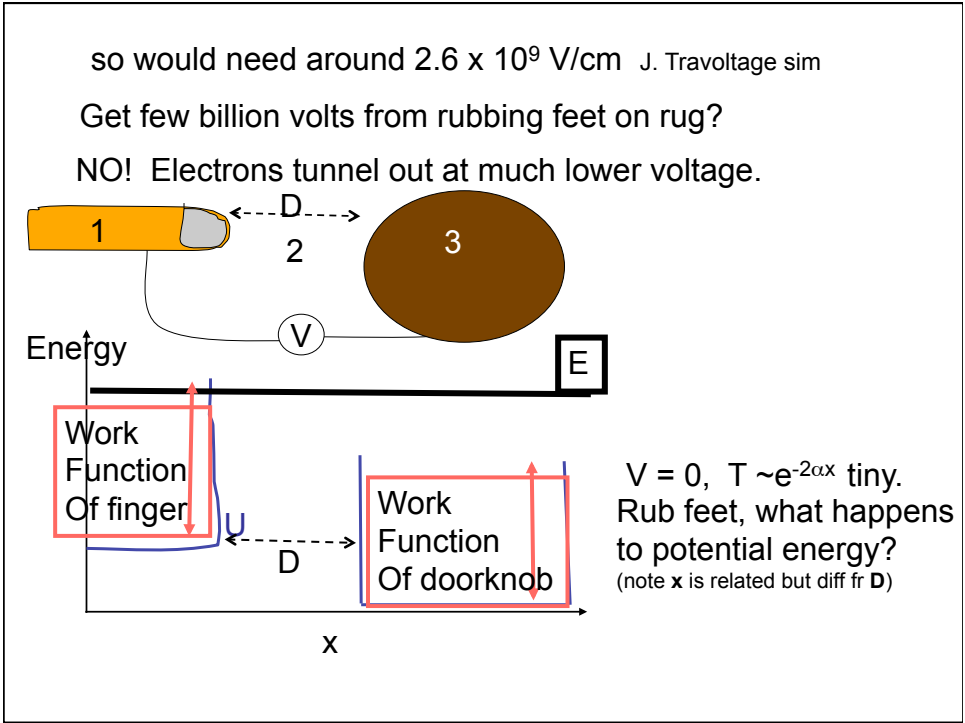 so would need around 2.6 x 10⁹ V/cm J. Travoltage sim
Get few billion volts from rubbing feet on rug?
NO! Electrons tunnel out at much lower voltage.
1
D
2
3
V
Energy
E
Work
Function
Of finger
U
D
Work
Function
Of doorknob
x
V = 0, T ~e⁻²ᵅˣ tiny.
Rub feet, what happens
to potential energy?
(note x is related but diff fr D)